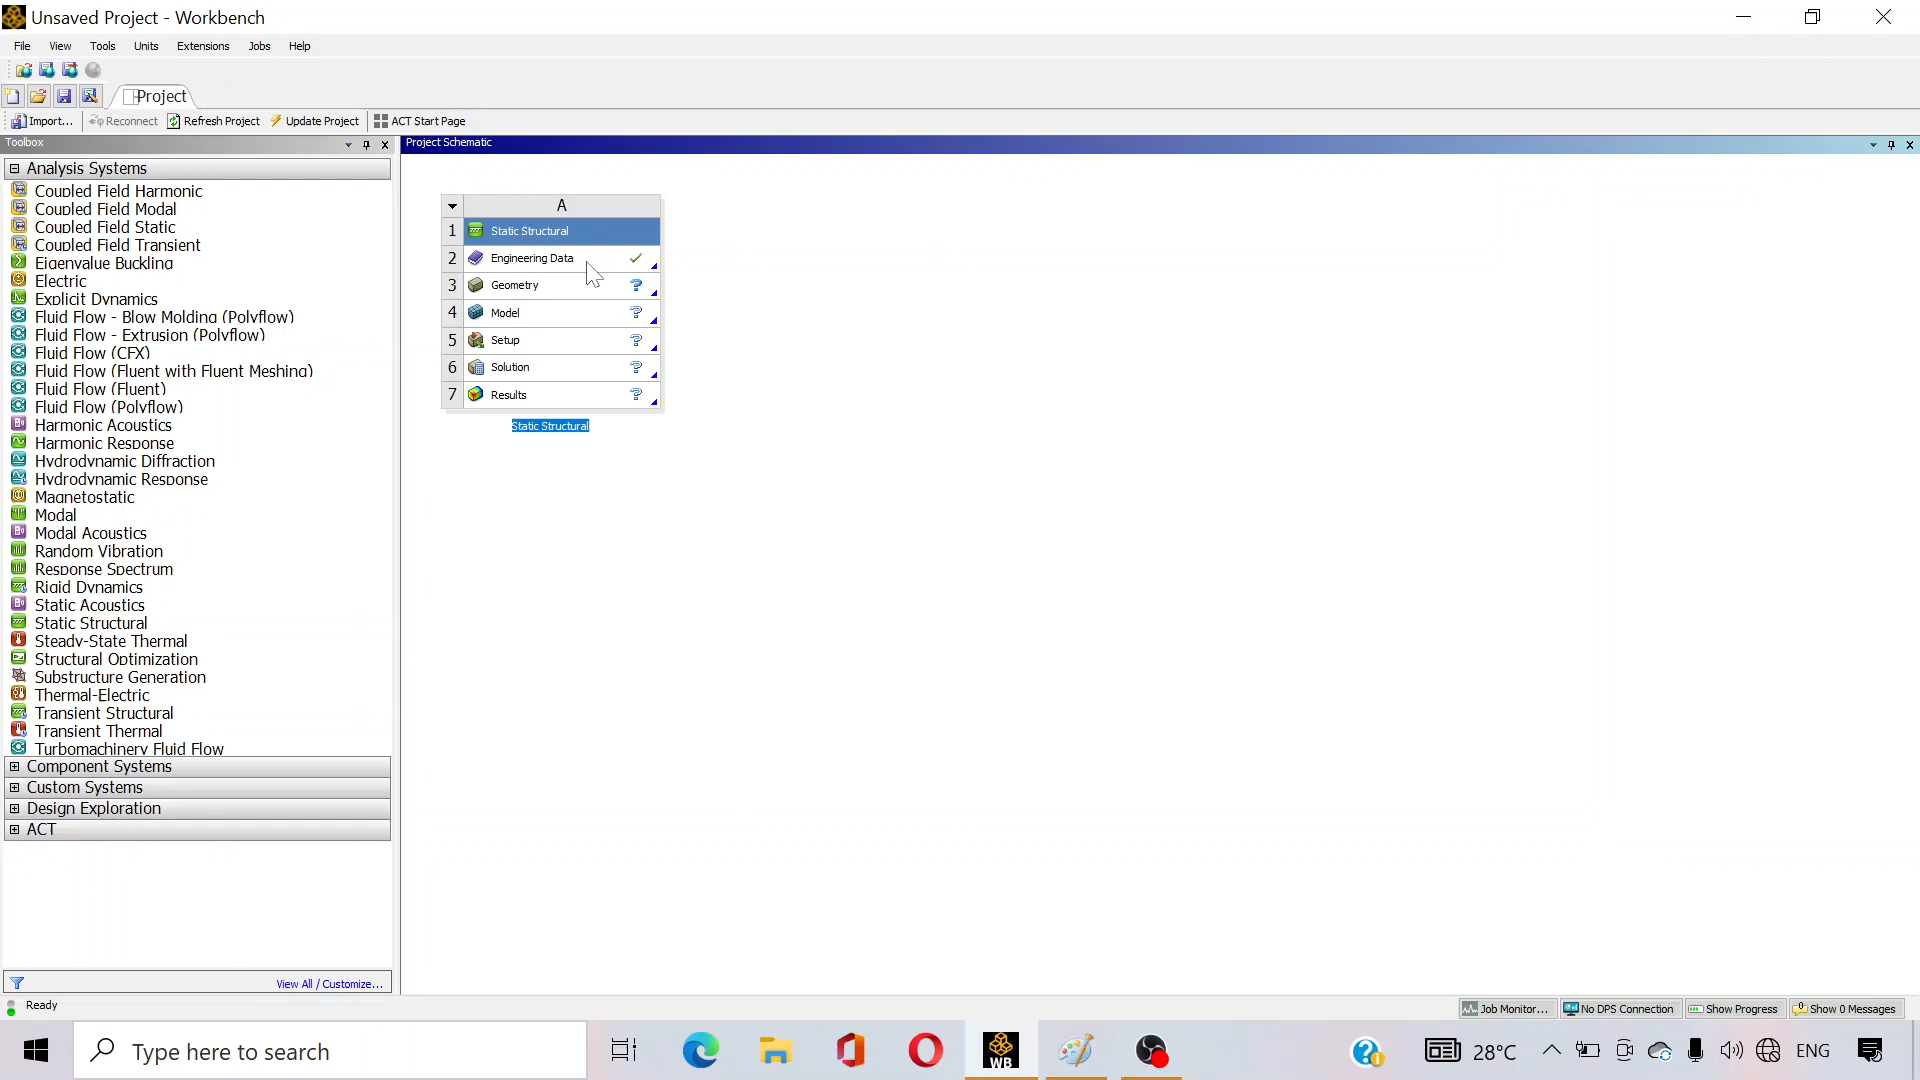 Unsaved Project - Workbench
File View Tools Units Extensions Jobs Help
Project
Import... Reconnect Refresh Project Update Project ACT Start Page
Toolbox
Project Schematic
Analysis Systems
Coupled Field Harmonic
Coupled Field Modal
Coupled Field Static
Coupled Field Transient
Eigenvalue Buckling
Electric
Explicit Dynamics
Fluid Flow - Blow Molding (Polyflow)
Fluid Flow - Extrusion (Polyflow)
Fluid Flow (CFX)
Fluid Flow (Fluent with Fluent Meshing)
Fluid Flow (Fluent)
Fluid Flow (Polyflow)
Harmonic Acoustics
Harmonic Response
Hydrodynamic Diffraction
Hydrodynamic Response
Magnetostatic
Modal
Modal Acoustics
Random Vibration
Response Spectrum
Rigid Dynamics
Static Acoustics
Static Structural
Steady-State Thermal
Structural Optimization
Substructure Generation
Thermal-Electric
Transient Structural
Transient Thermal
Turbomachinery Fluid Flow
Component Systems
Custom Systems
Design Exploration
ACT
View All / Customize...
A
1 Static Structural
2 Engineering Data
3 Geometry ?
4 Model ?
5 Setup ?
6 Solution ?
7 Results ?
Static Structural
Ready
Job Monitor... No DPS Connection Show Progress Show 0 Messages
Type here to search
WB
28°C
ENG